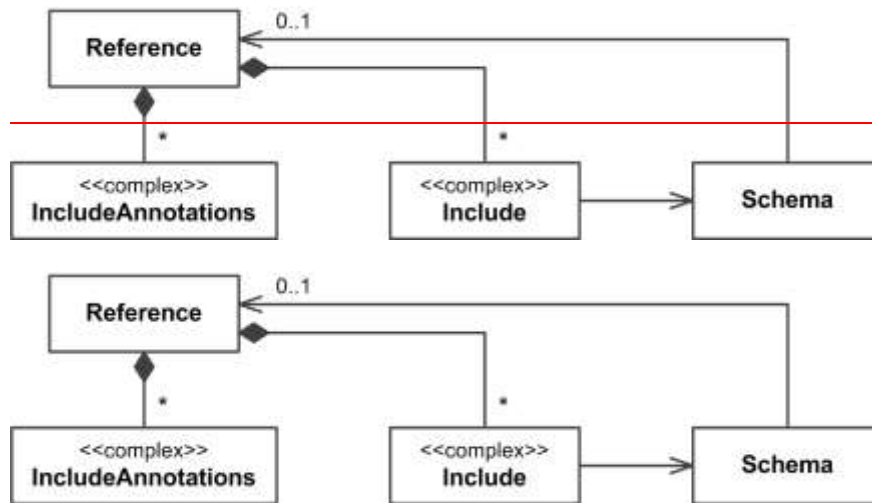 0..1
Reference
*
*
<<complex>>
IncludeAnnotations
<<complex>>
Include
Schema
0..1
Reference
*
*
<<complex>>
IncludeAnnotations
<<complex>>
Include
Schema